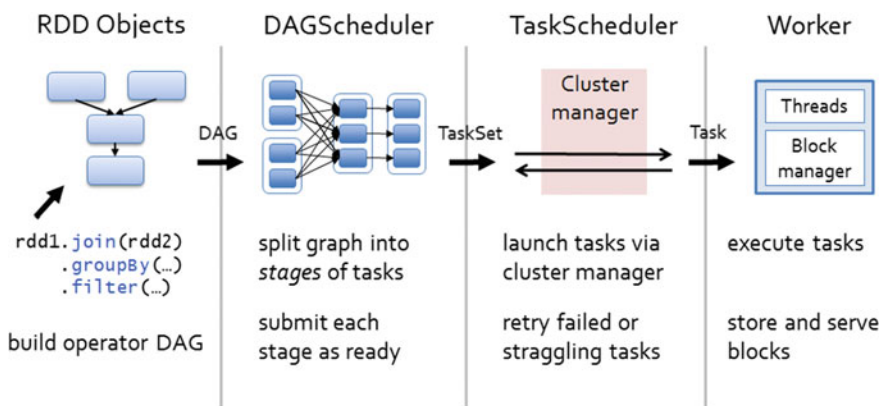 RDD Objects
DAGScheduler
TaskScheduler
Worker
DAG
TaskSet
Cluster
manager
Task
Threads
Block
manager
rdd1.join(rdd2)
.groupBy(…)
.filter(…)
build operator DAG
split graph into
stages of tasks
submit each
stage as ready
launch tasks via
cluster manager
retry failed or
straggling tasks
execute tasks
store and serve
blocks